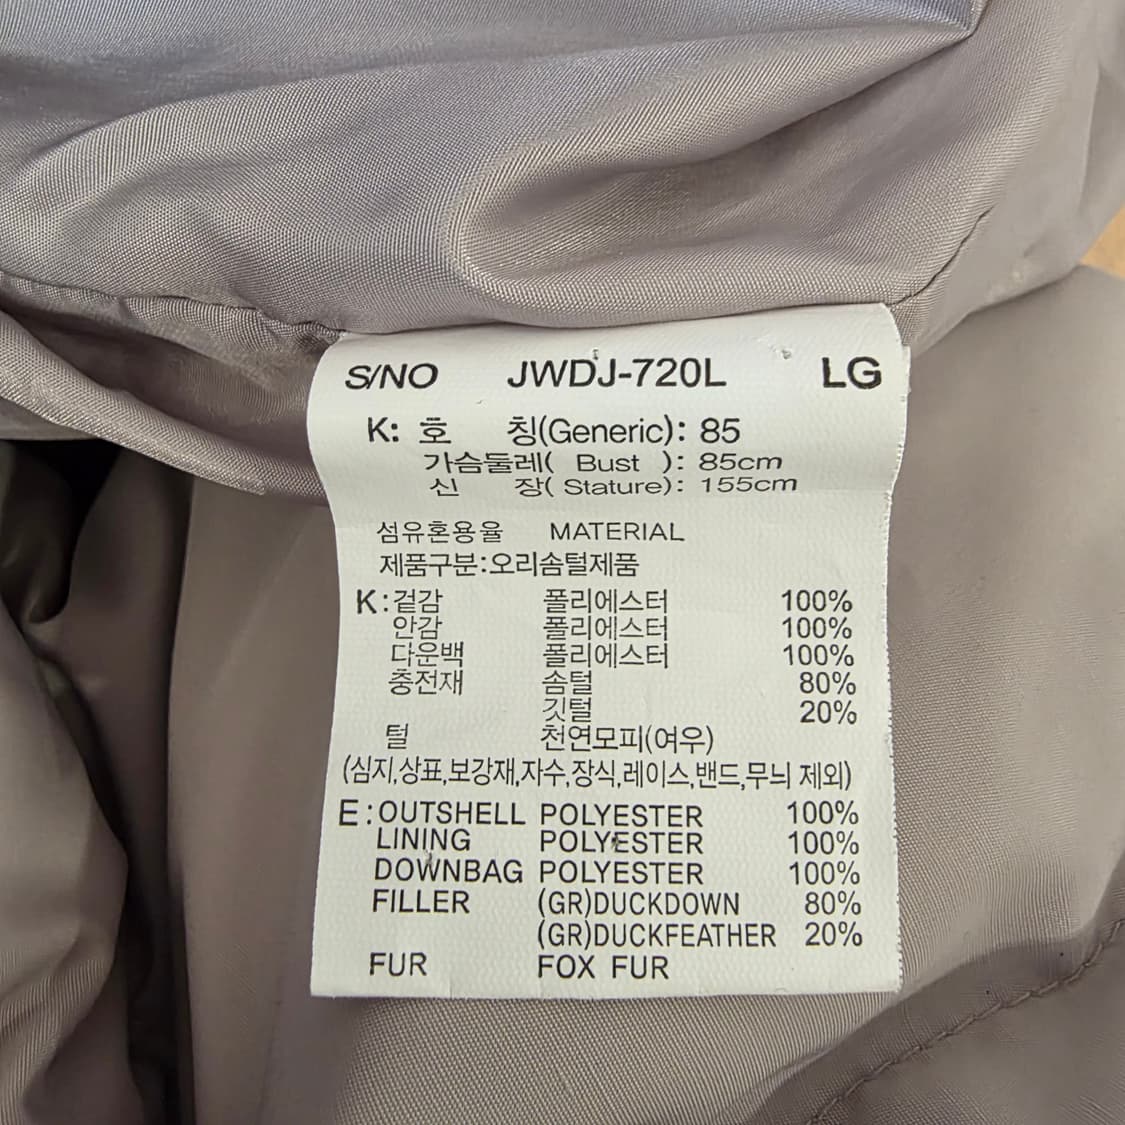 S/NO JWDJ-720L LG
K: 호 칭(Generic): 85
가슴둘레( Bust ): 85cm
신 장( Stature): 155cm
섬유혼용율 MATERIAL
제품구분:오리솜털제품
K:겉감 폴리에스터 100%
안감 폴리에스터 100%
다운백 폴리에스터 100%
충전재 솜털 80%
깃털 20%
털 천연모피(여우)
(심지,상표,보강재,자수,장식,레이스,밴드,무늬 제외)
E:OUTSHELL POLYESTER 100%
LINING POLYESTER 100%
DOWNBAG POLYESTER 100%
FILLER (GR)DUCKDOWN 80%
(GR)DUCKFEATHER 20%
FUR FOX FUR